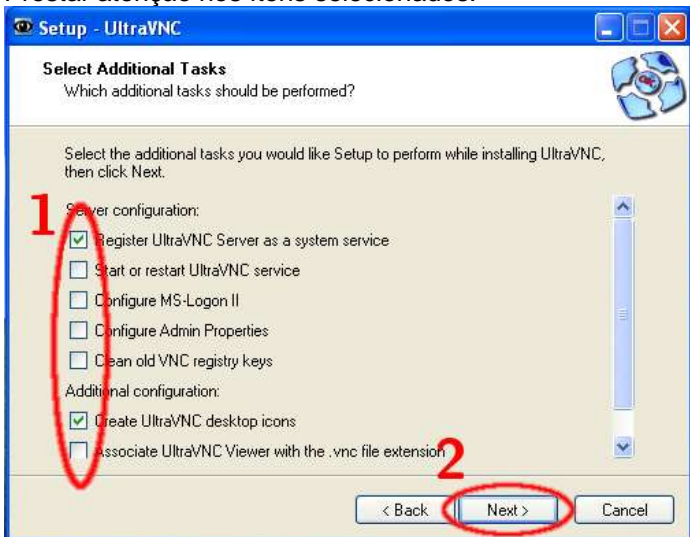 Prestar atenção nos itens selecionados.
Setup - UltraVNC
Select Additional Tasks
Which additional tasks should be performed?
Select the additional tasks you would like Setup to perform while installing UltraVNC,
then click Next.
1
Server configuration:
Register UltraVNC Server as a system service
Start or restart UltraVNC service
Configure MS-Logon II
Configure Admin Properties
Clean old VNC registry keys
Additional configuration:
Create UltraVNC desktop icons
Associate UltraVNC Viewer with the .vnc file extension
2
< Back
Next >
Cancel